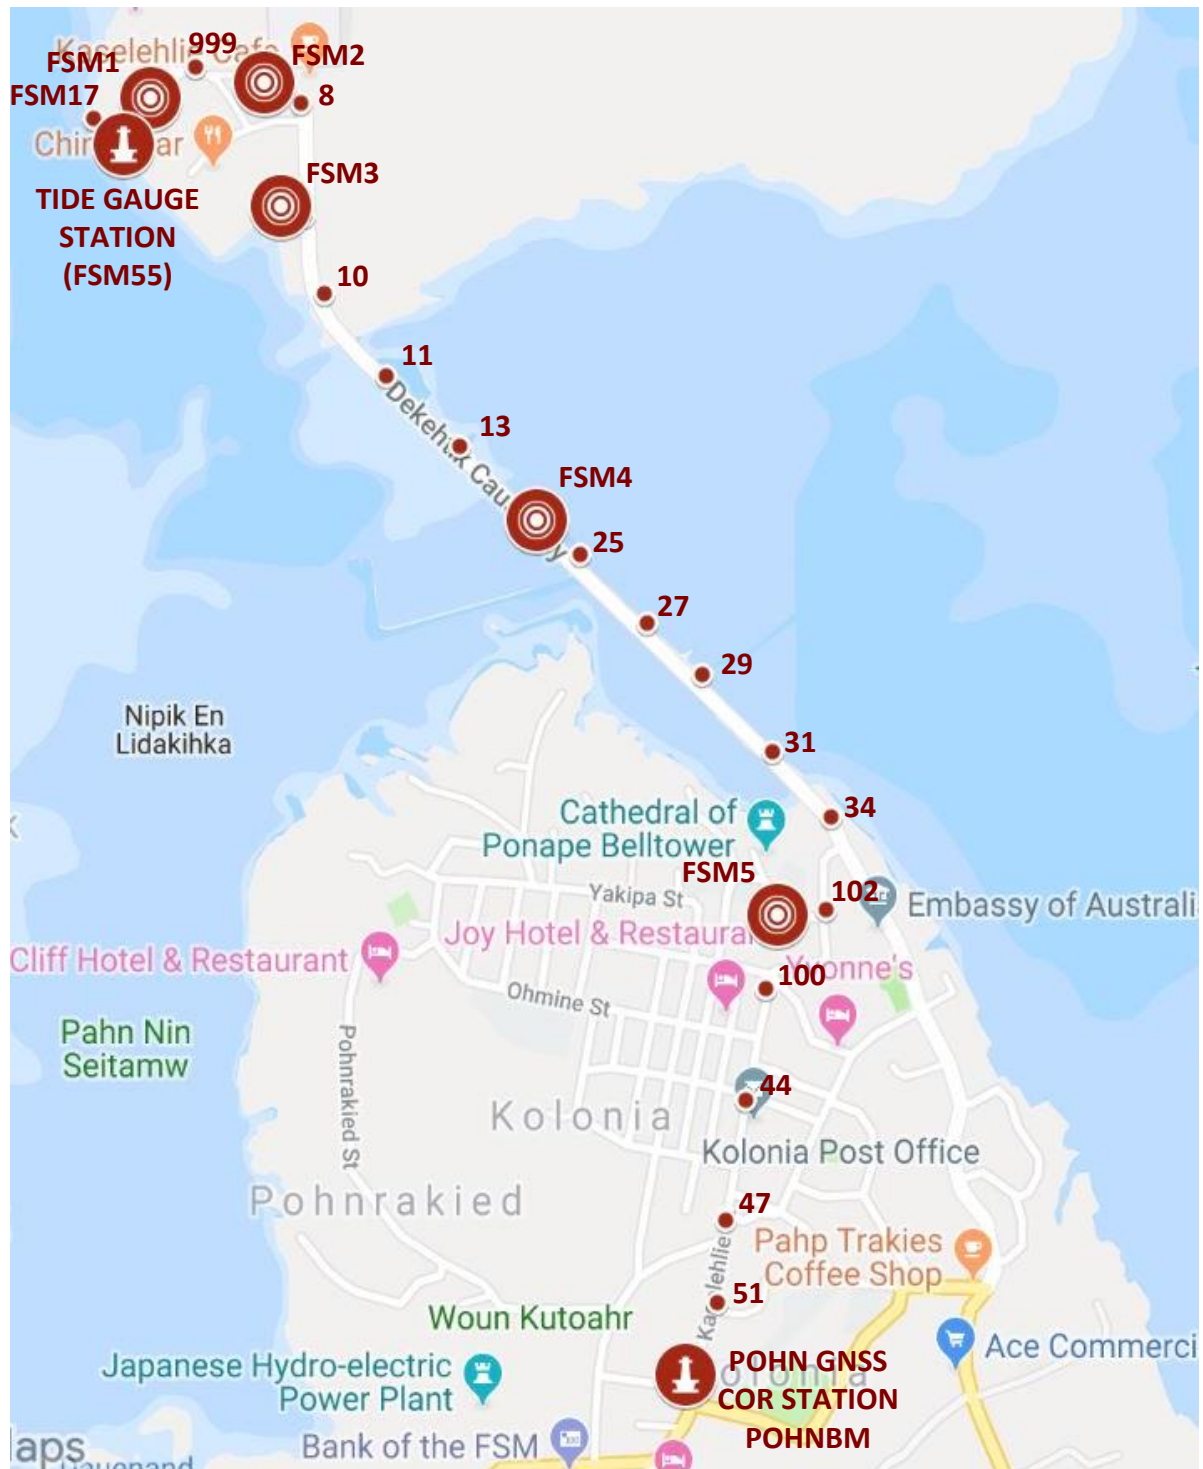 Kaselehlie Cafe
999
FSM1
FSM2
FSM17
8
TIDE GAUGE
STATION
(FSM55)
FSM3
10
11
13
FSM4
25
27
29
31
34
Nipik En
Lidakihka
Cathedral of
Ponape Belltower
FSM5
Yakipa St
102
Embassy of Australi
Joy Hotel & Restaura
Cliff Hotel & Restaurant
Yvonne's
100
Ohmine St
Pahn Nin
Seitamw
Pohnrakied St
44
Kolonia
Kolonia Post Office
Pohnrakied
47
Pahp Trakies
Coffee Shop
51
Woun Kutoahr
Ace Commerci
Japanese Hydro-electric
Power Plant
POHN GNSS
COR STATION
POHNBM
Bank of the FSM
aps